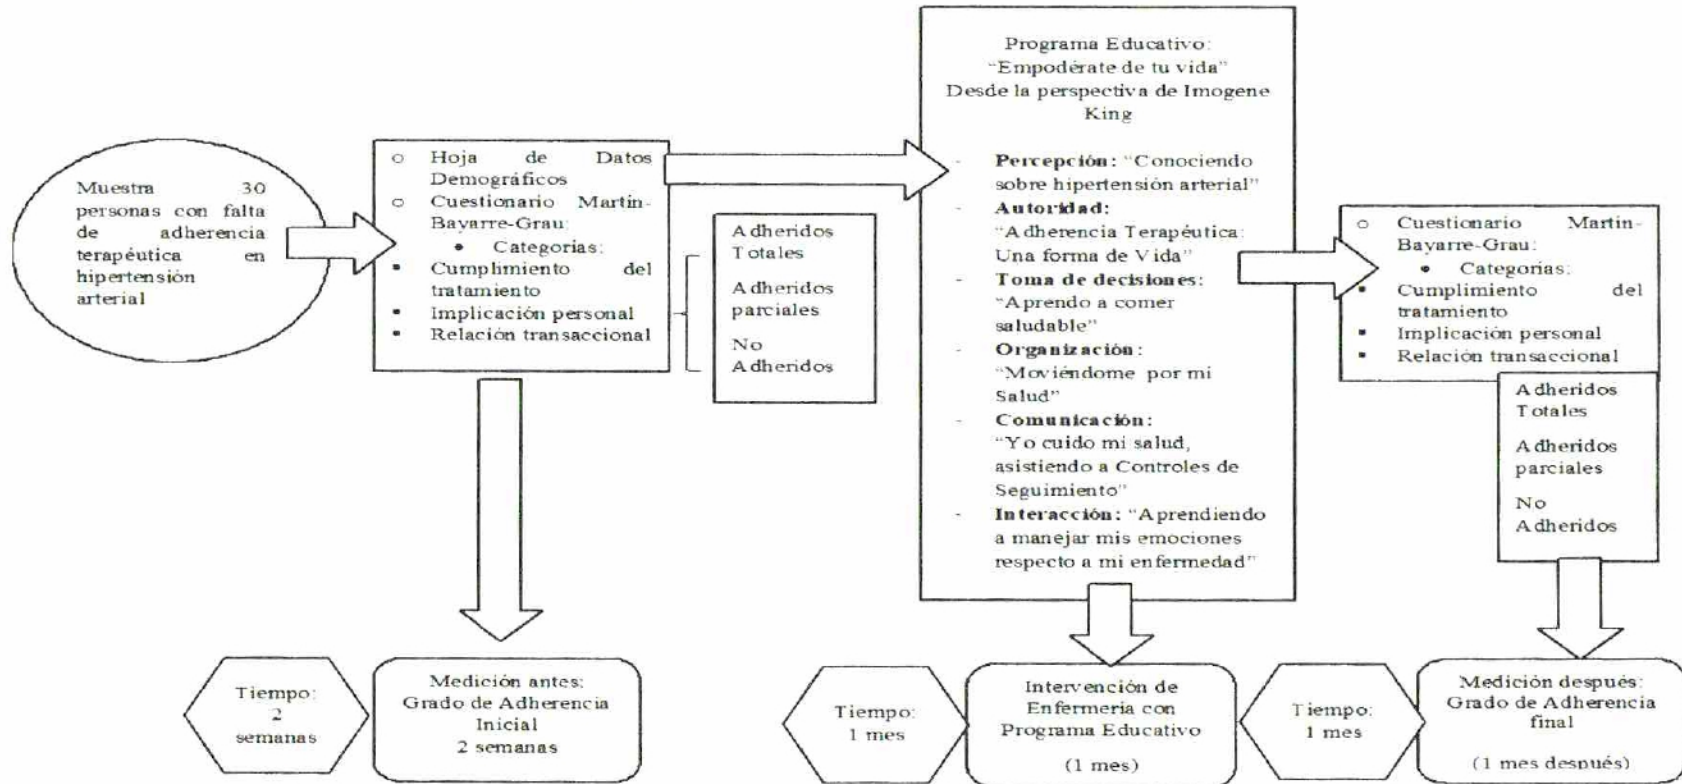 Muestra 30
personas con falta
de adherencia
terapéutica en
hipertensión
arterial
○ Hoja de Datos
Demográficos
○ Cuestionario Martin-
Bayarre-Grau:
• Categorías:
▪ Cumplimiento del
tratamiento
▪ Implicación personal
▪ Relación transaccional
Adheridos
Totales
Adheridos
parciales
No
Adheridos
Programa Educativo:
“Empodérate de tu vida”
Desde la perspectiva de Imogene
King
- Percepción: “Conociendo
sobre hipertensión arterial”
- Autoridad:
“Adherencia Terapéutica:
Una forma de Vida”
- Toma de decisiones:
“Aprendo a comer
saludable”
- Organización:
“Moviéndome por mi
Salud”
- Comunicación:
“Yo cuido mi salud,
asistiendo a Controles de
Seguimiento”
- Interacción: “Aprendiendo
a manejar mis emociones
respecto a mi enfermedad”
○ Cuestionario Martin-
Bayarre-Grau:
• Categorías:
▪ Cumplimiento del
tratamiento
▪ Implicación personal
▪ Relación transaccional
Adheridos
Totales
Adheridos
parciales
No
Adheridos
Tiempo:
2
semanas
Medición antes:
Grado de Adherencia
Inicial
2 semanas
Tiempo:
1 mes
Intervención de
Enfermería con
Programa Educativo
(1 mes)
Tiempo:
1 mes
Medición después:
Grado de Adherencia
final
(1 mes después)